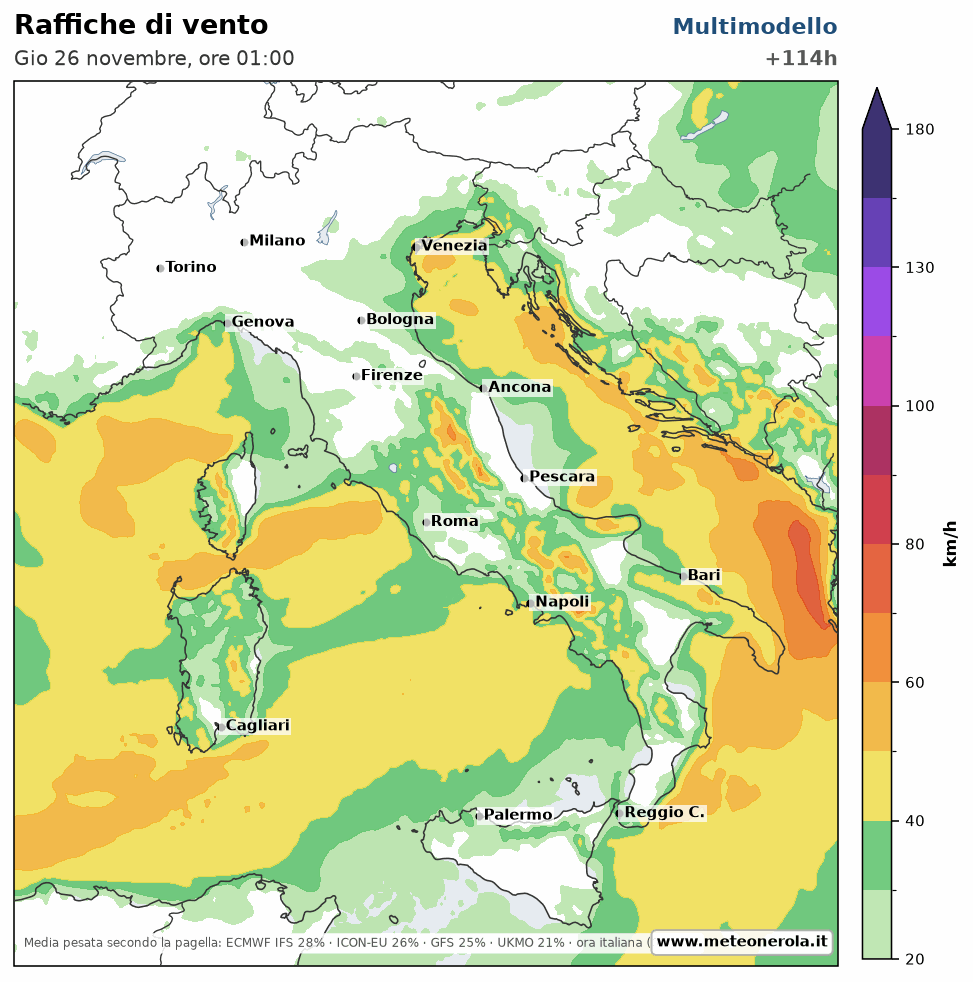 Raffiche di vento
Multimodello
Gio 26 novembre, ore 01:00
+114h
180
130
100
80
60
40
20
km/h
Milano
Venezia
Torino
Genova
Bologna
Firenze
Ancona
Pescara
Roma
Bari
Napoli
Cagliari
Palermo
Reggio C.
Media pesata secondo la pagella: ECMWF IFS 28% · ICON-EU 26% · GFS 25% · UKMO 21% · ora italiana (
www.meteonerola.it